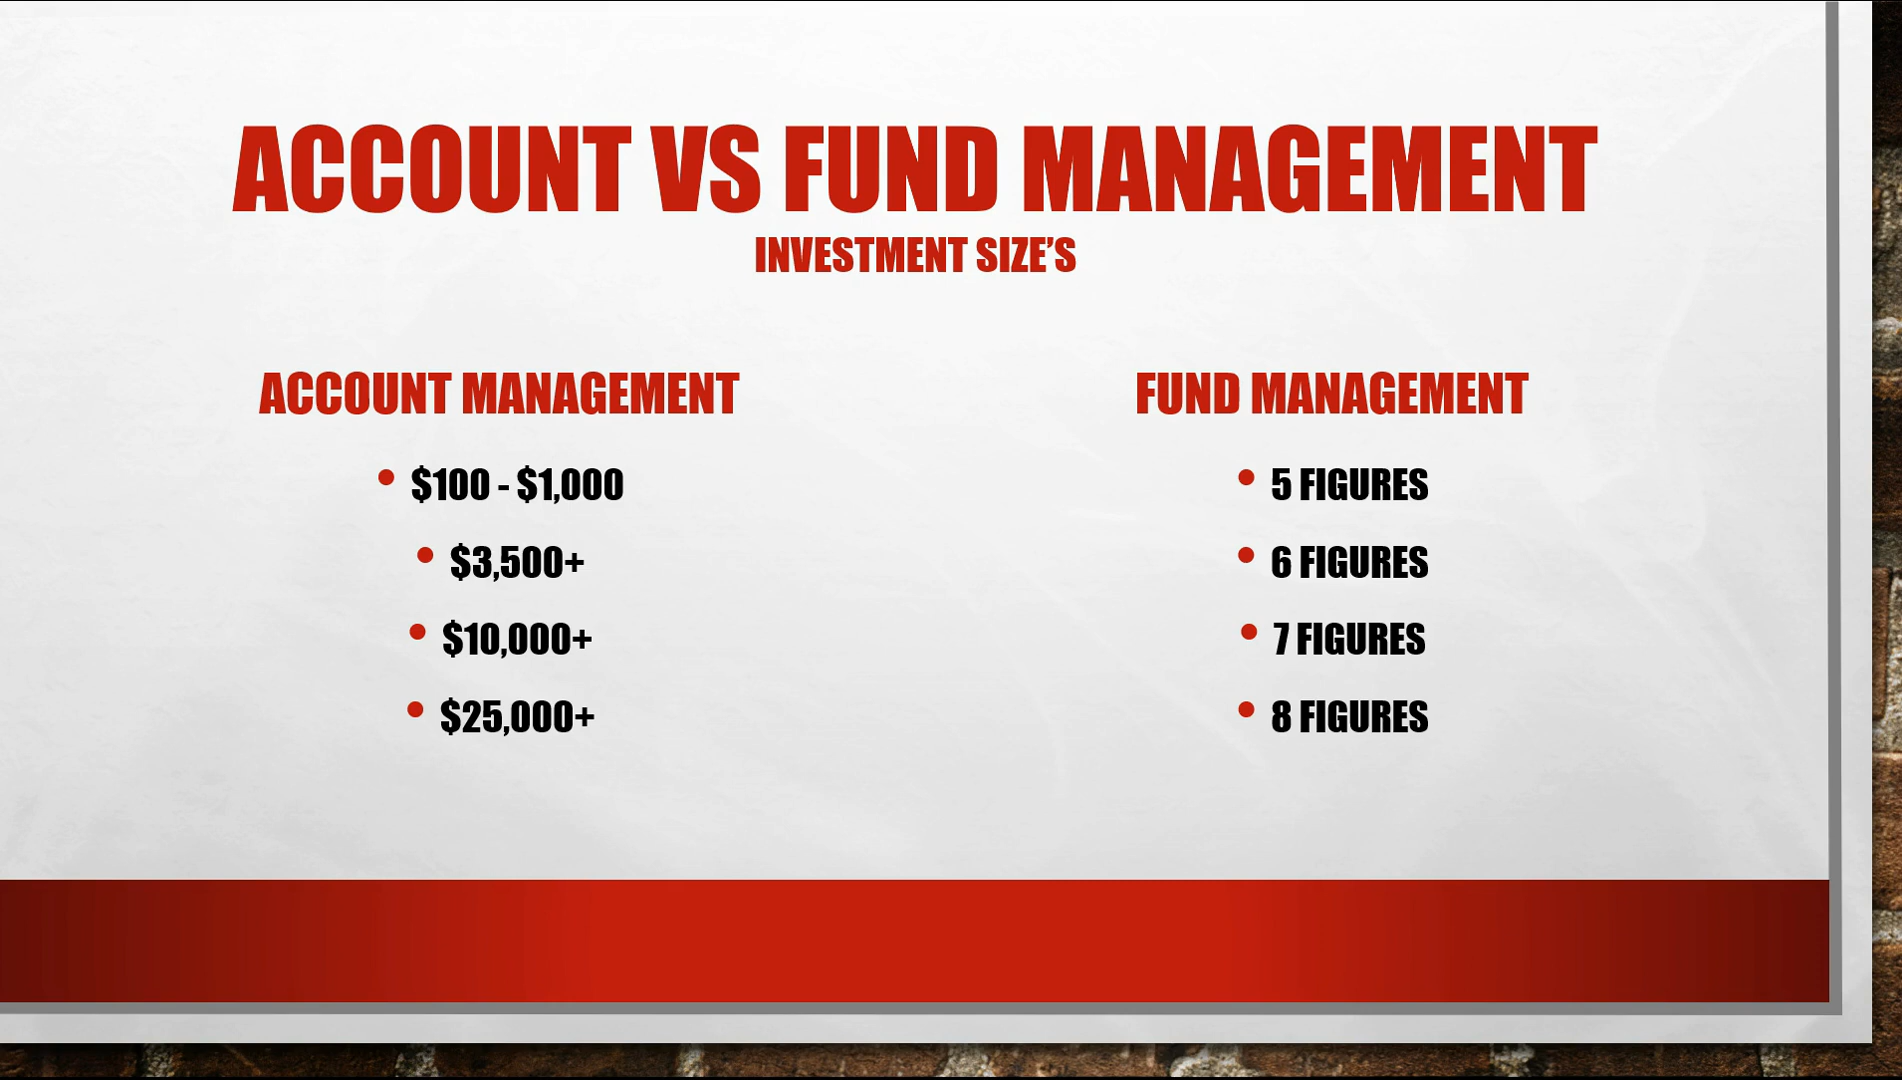 ACCOUNT VS FUND MANAGEMENT
INVESTMENT SIZE'S
ACCOUNT MANAGEMENT
• $100 - $1,000
• $3,500+
• $10,000+
• $25,000+
FUND MANAGEMENT
• 5 FIGURES
• 6 FIGURES
• 7 FIGURES
• 8 FIGURES